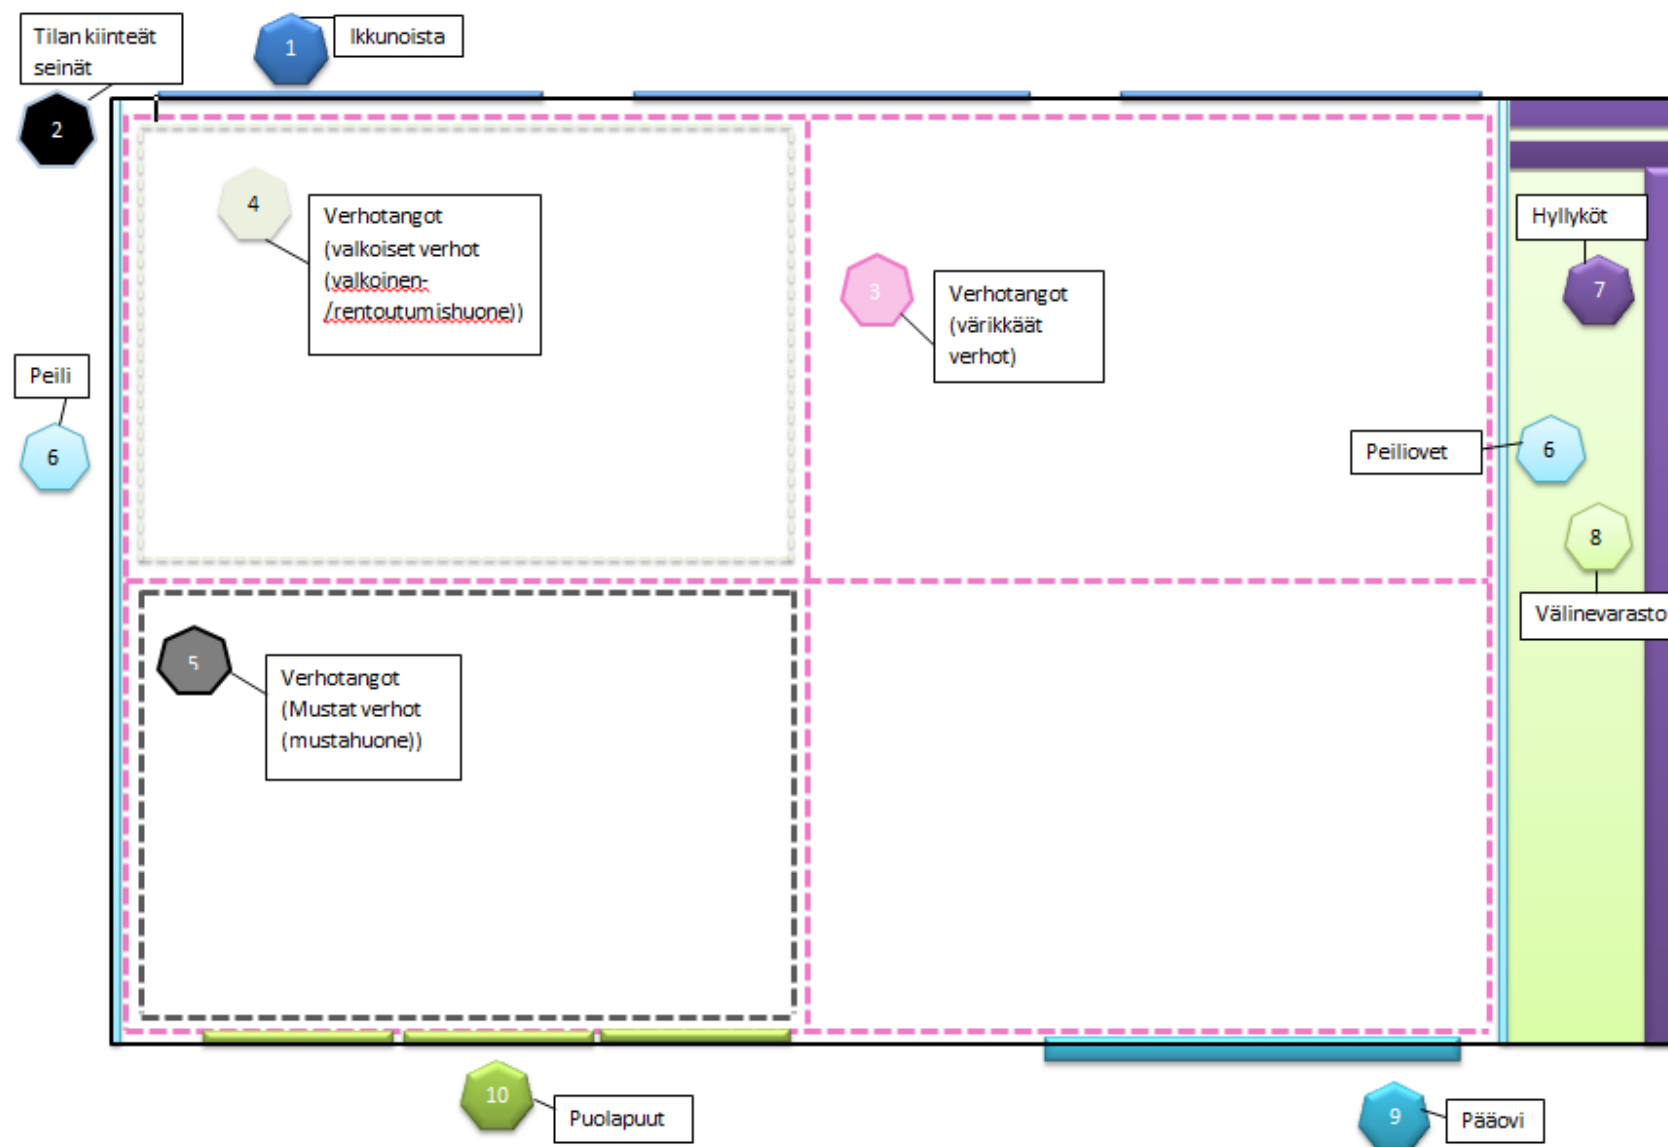 Tilan kiinteät
seinät
1
Ikkunoista
2
4
Verhotangot
(valkoiset verhot
(valkoinen-
/rentoutumishuone))
3
Verhotangot
(värikkäät
verhot)
Hyllyköt
7
Peili
6
Peiliovet
6
8
Välinevarasto
5
Verhotangot
(Mustat verhot
(mustahuone))
10
Puolapuut
9
Pääovi